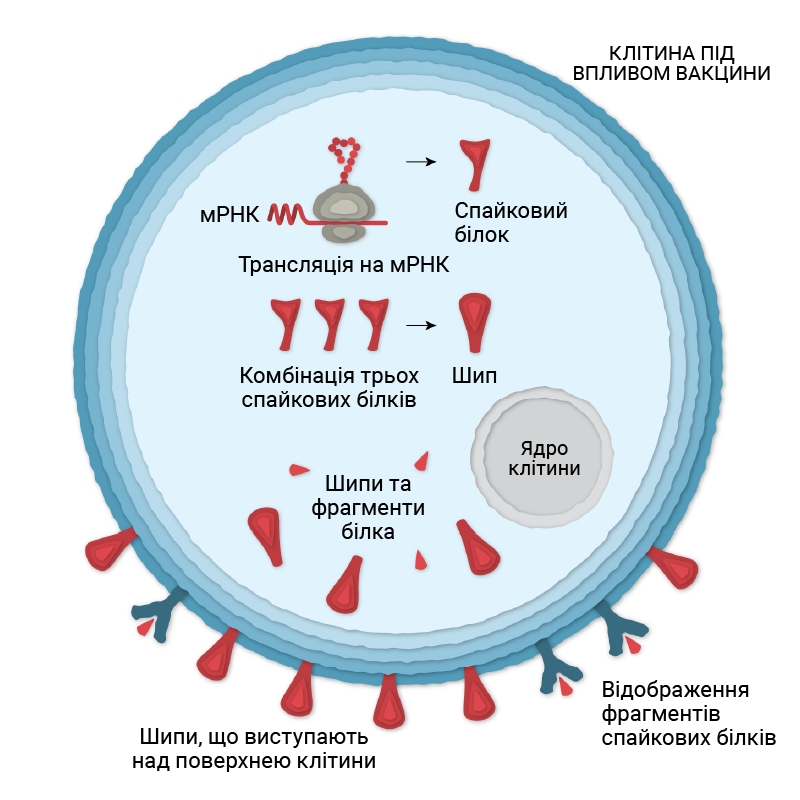 КЛІТИНА ПІД
ВПЛИВОМ ВАКЦИНИ
мРНК
Спайковий
білок
Трансляція на мРНК
Комбінація трьох
спайкових білків
Шип
Ядро
клітини
Шипи та
фрагменти
білка
Відображення
фрагментів
спайкових білків
Шипи, що виступають
над поверхнею клітини